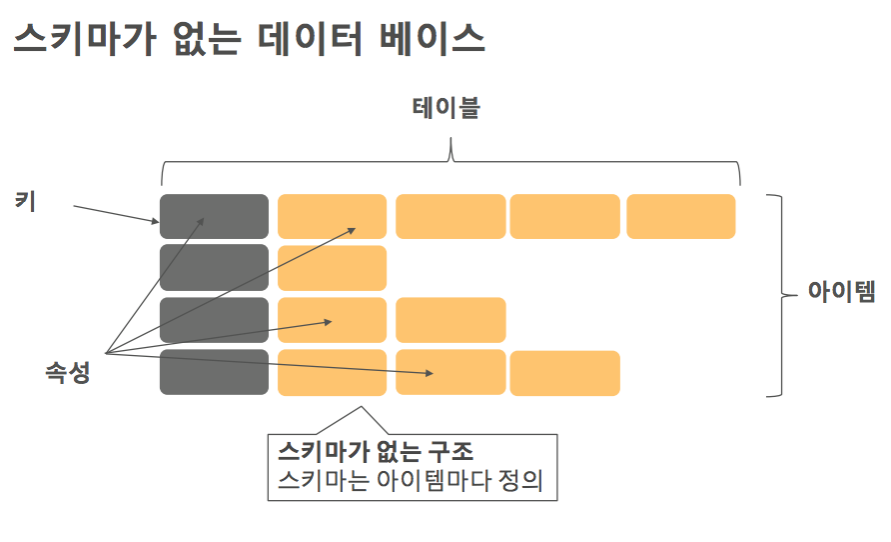 스키마가 없는 데이터 베이스
테이블
키
아이템
속성
스키마가 없는 구조
스키마는 아이템마다 정의